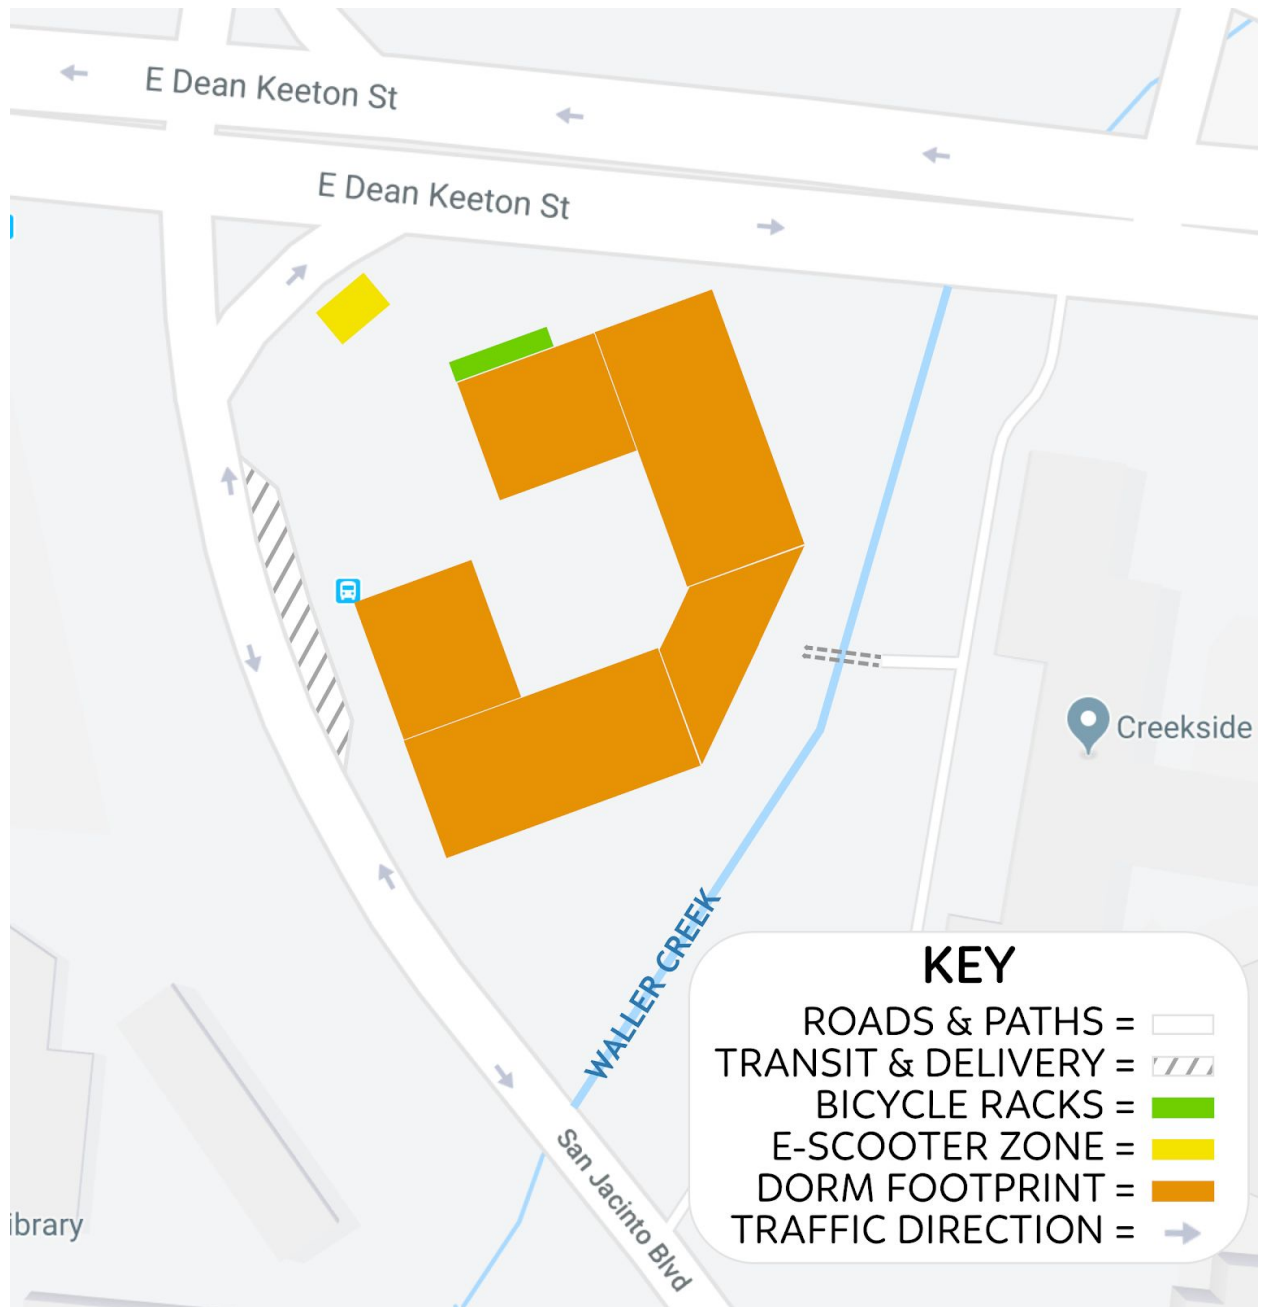 E Dean Keeton St
E Dean Keeton St
Creekside
WALLER CREEK
San Jacinto Blvd
ibrary
KEY
ROADS & PATHS =
TRANSIT & DELIVERY =
BICYCLE RACKS =
E-SCOOTER ZONE =
DORM FOOTPRINT =
TRAFFIC DIRECTION =